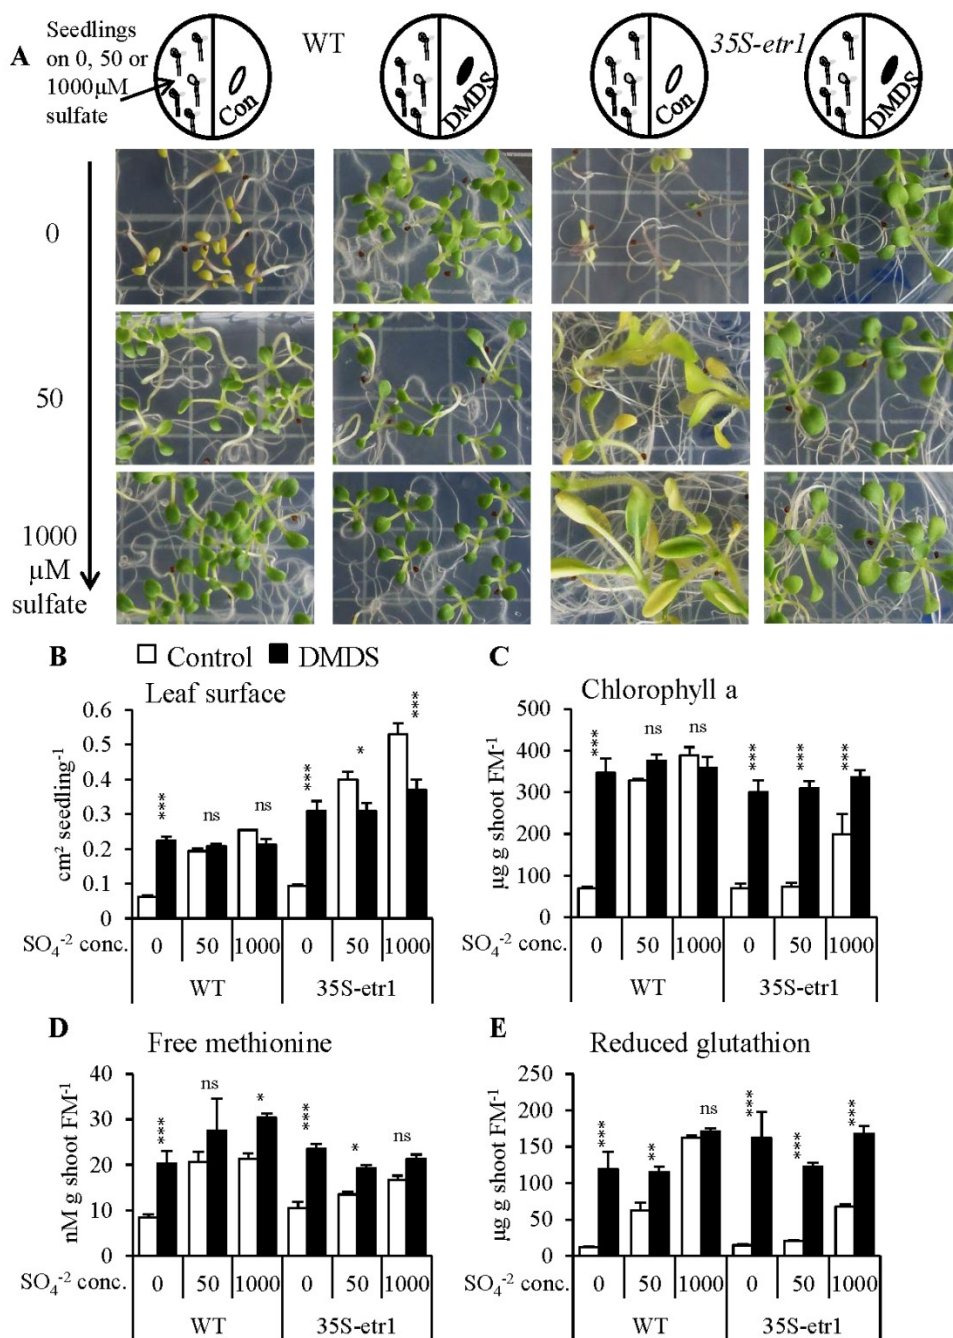 A
Seedlings
on 0, 50 or
1000µM
sulfate
WT
35S-etr1
Con
DMDS
Con
DMDS
0
50
1000
µM
sulfate
B
Control DMDS
Leaf surface
cm² seedling⁻¹
0.6
0.5
0.4
0.3
0.2
0.1
0
***
ns
ns
***
*
***
SO₄⁻² conc. 0 50 1000 0 50 1000
WT 35S-etr1
C
Chlorophyll a
µg g shoot FM⁻¹
500
400
300
200
100
0
***
ns
ns
***
***
***
SO₄⁻² conc. 0 50 1000 0 50 1000
WT 35S-etr1
D
Free methionine
nM g shoot FM⁻¹
40
30
20
10
0
***
ns
*
***
*
ns
SO₄⁻² conc. 0 50 1000 0 50 1000
WT 35S-etr1
E
Reduced glutathion
µg g shoot FM⁻¹
250
200
150
100
50
0
***
**
ns
***
***
***
SO₄⁻² conc. 0 50 1000 0 50 1000
WT 35S-etr1